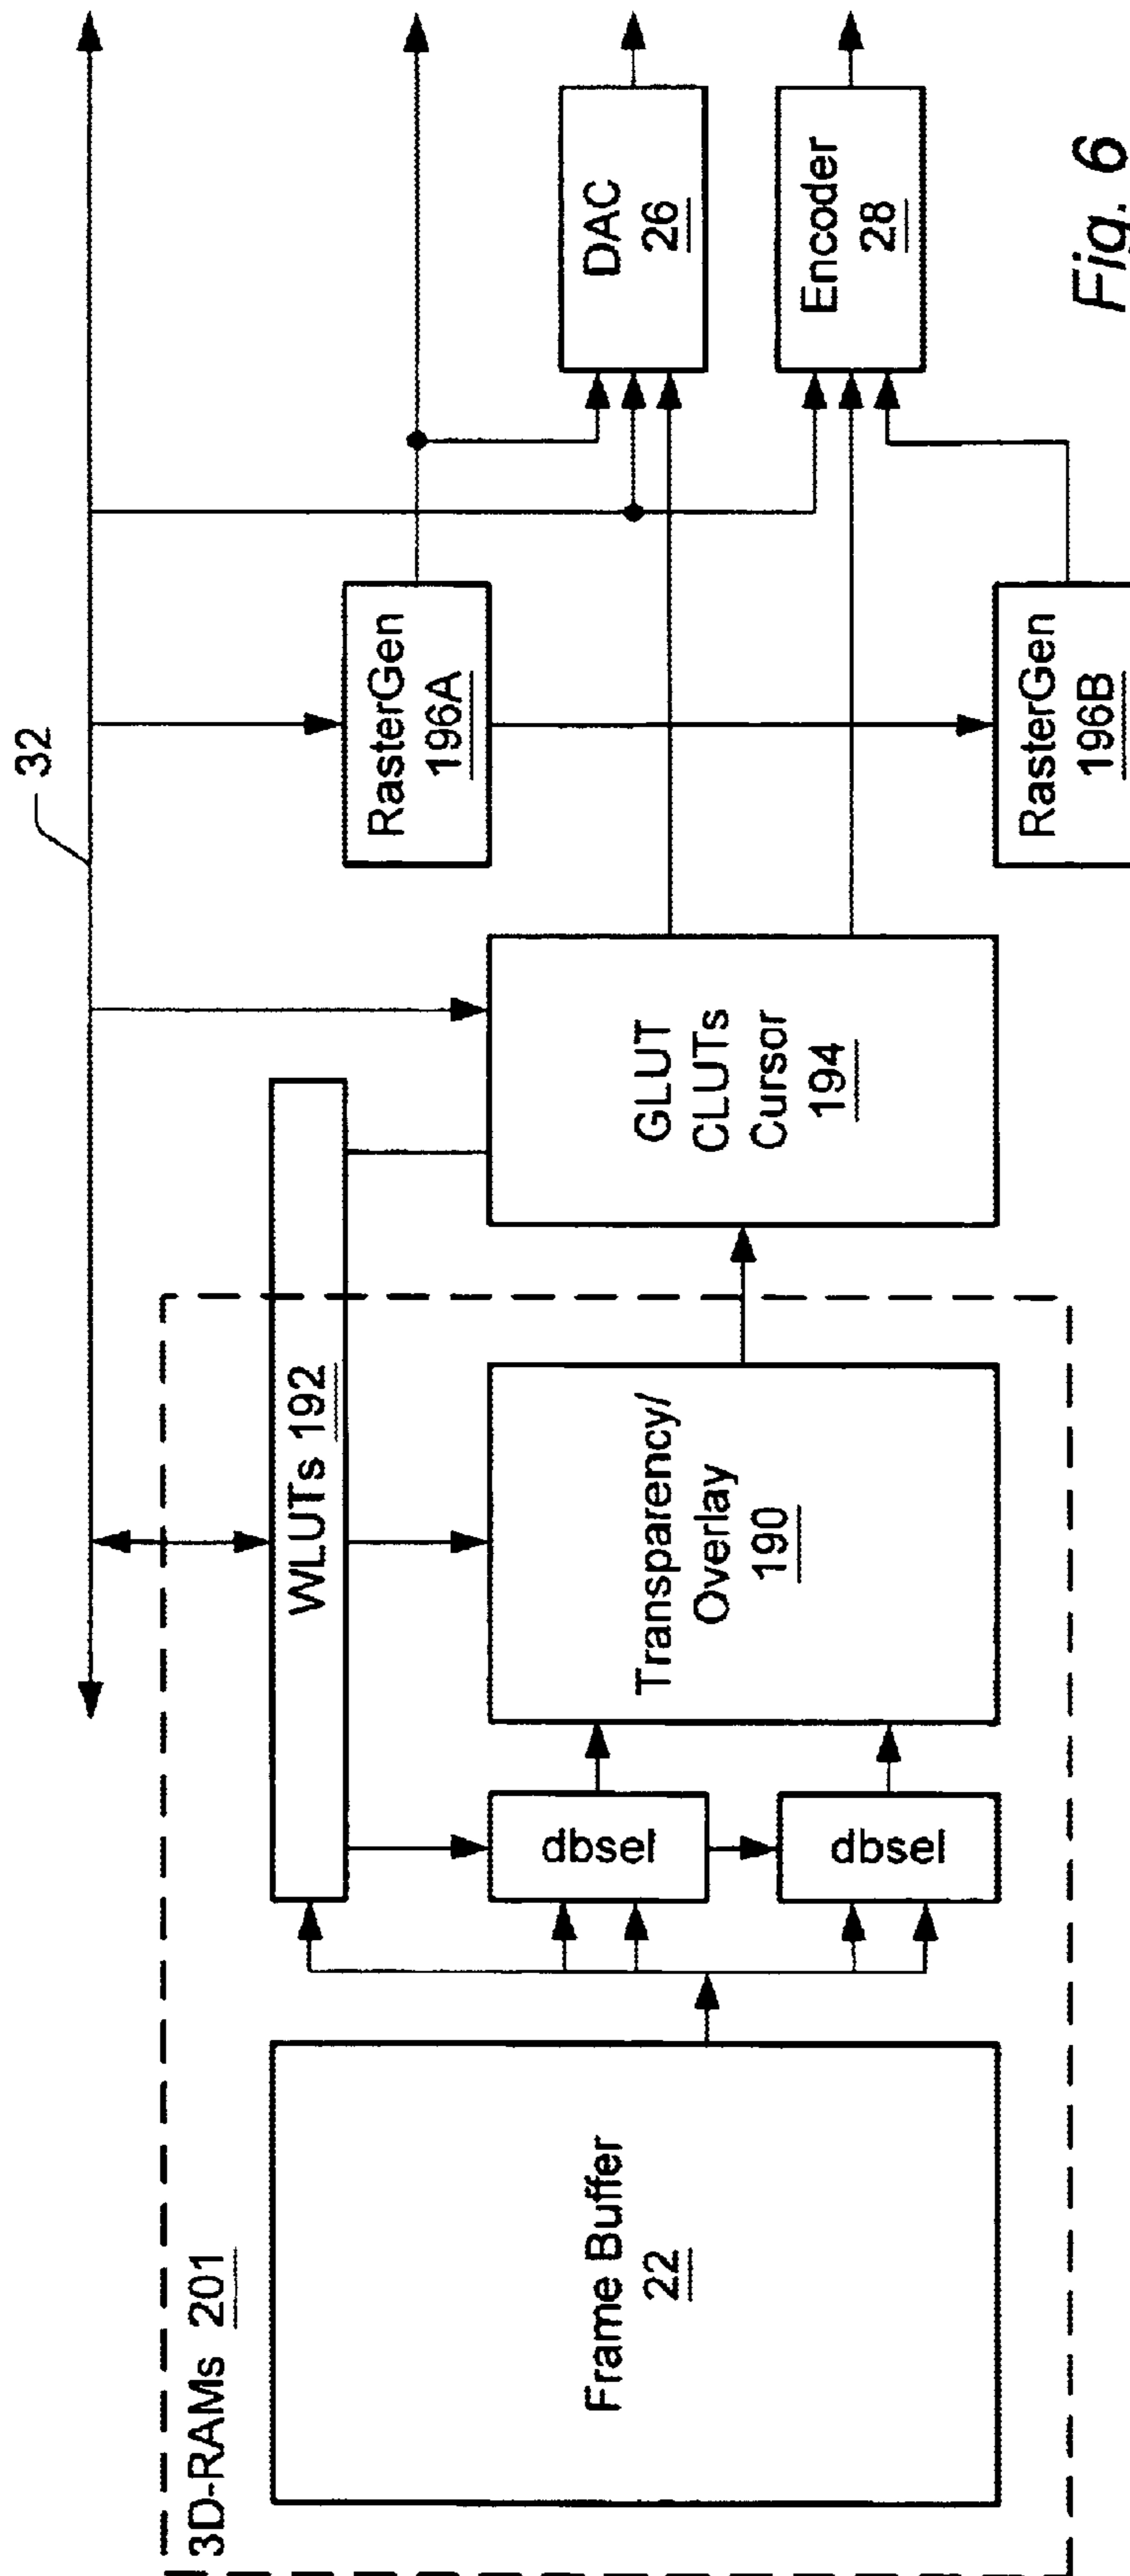 32
3D-RAMs 201
Frame Buffer
22
dbsel
dbsel
WLUTs 192
Transparency/
Overlay
190
GLUT
CLUTs
Cursor
194
RasterGen
196A
RasterGen
196B
DAC
26
Encoder
28
Fig. 6